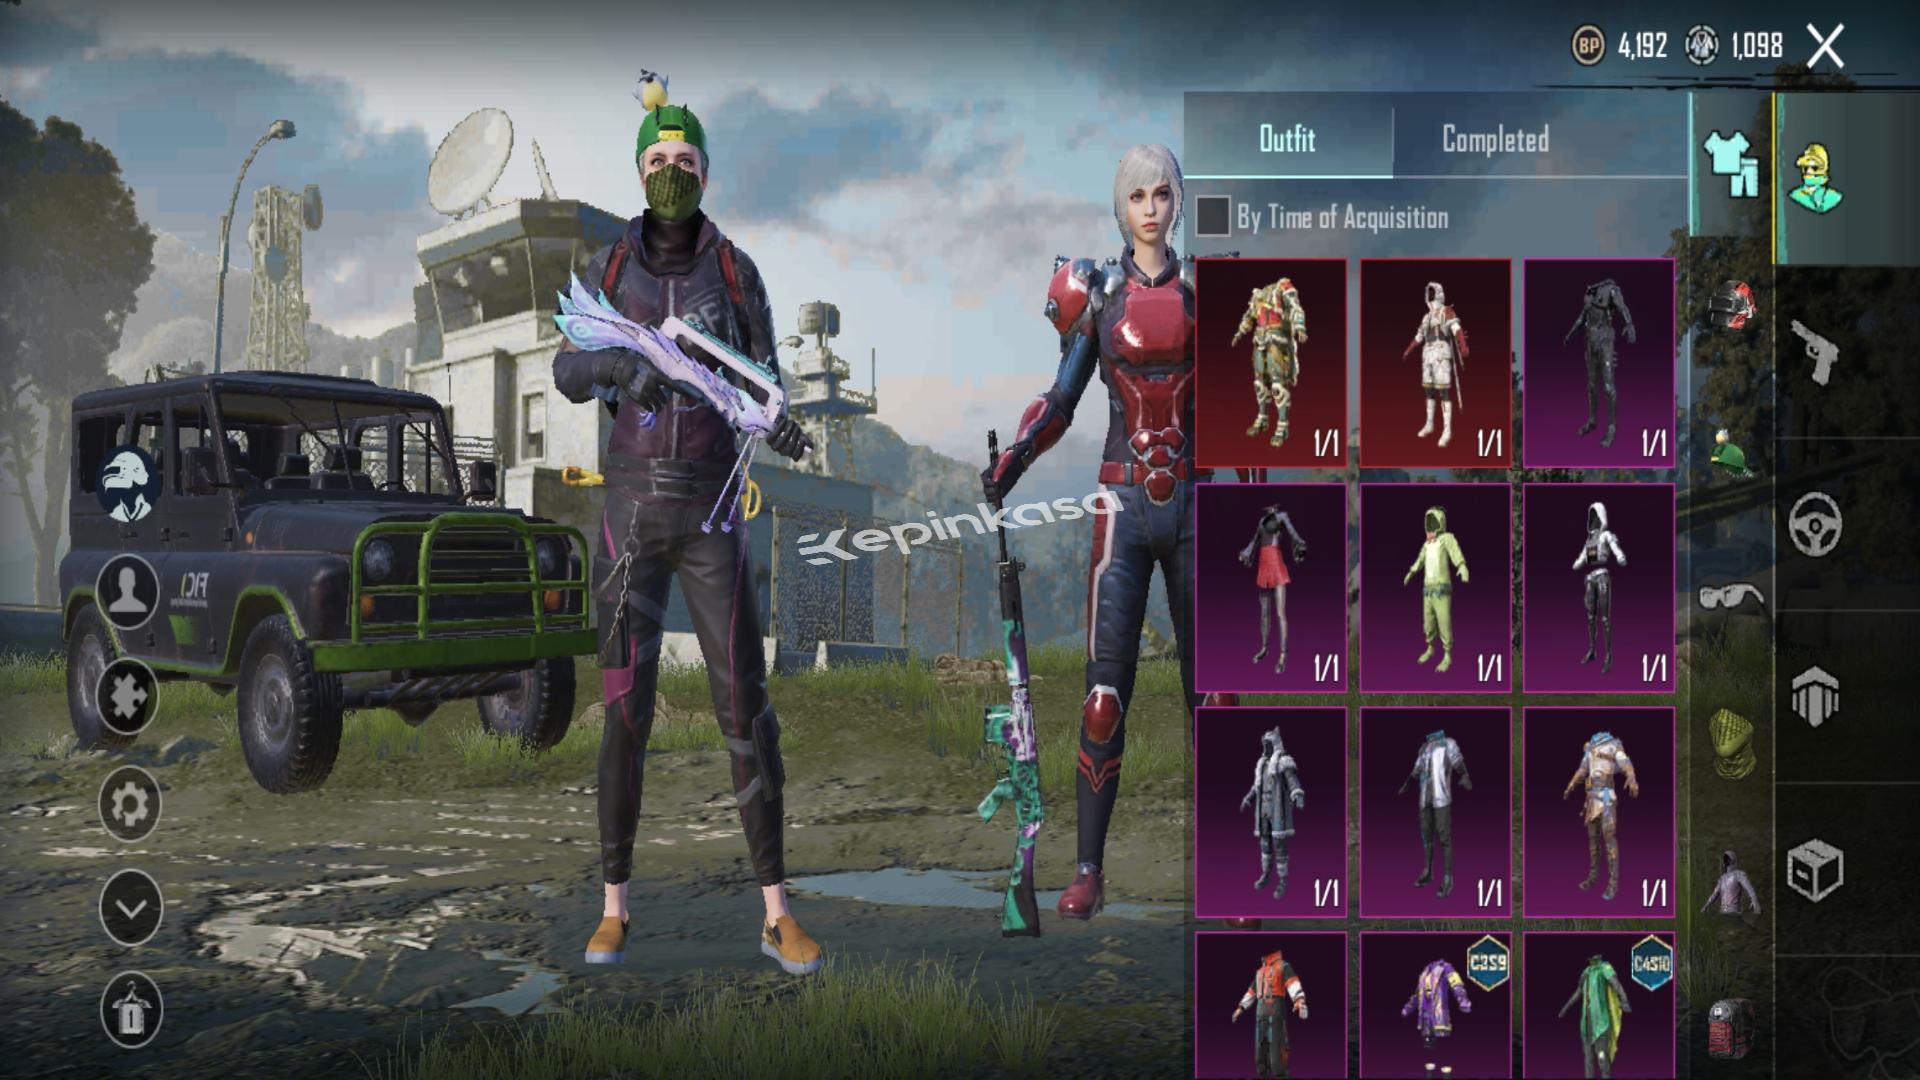 BP 4,192 1,098
Outfit Completed
By Time of Acquisition
1/1 1/1 1/1
1/1 1/1 1/1
1/1 1/1 1/1
C3S9 C4S10
Kepinkasa